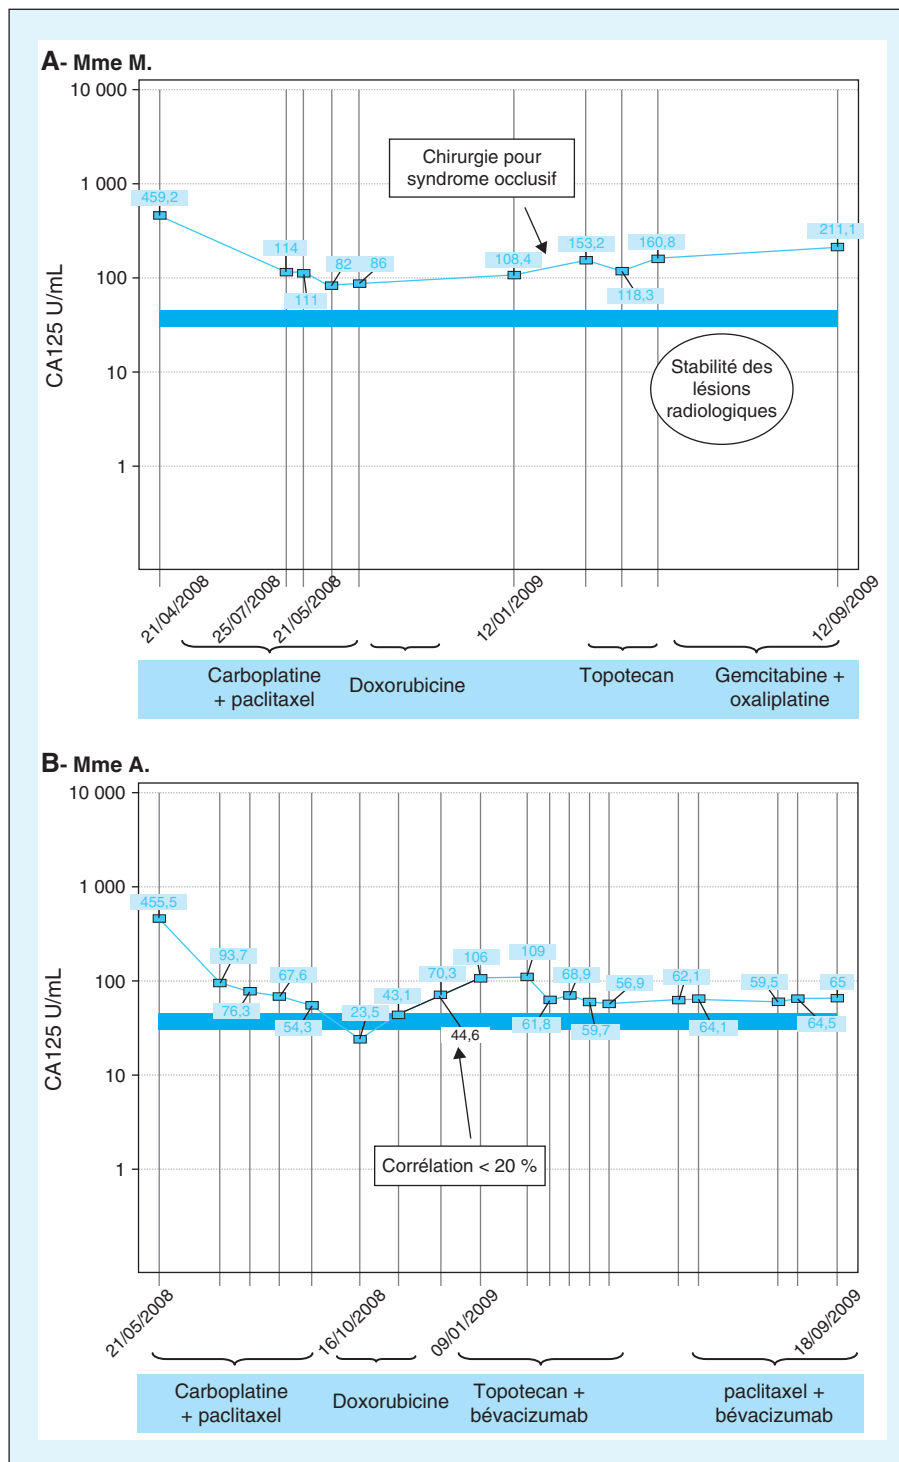 A- Mme M.
10 000
1 000
100
10
1
CA125 U/mL
459,2
114
111
82
86
108,4
153,2
118,3
160,8
211,1
Chirurgie pour
syndrome occlusif
Stabilité des
lésions
radiologiques
21/04/2008
25/07/2008
21/05/2008
12/01/2009
12/09/2009
Carboplatine
+ paclitaxel
Doxorubicine
Topotecan
Gemcitabine +
oxaliplatine
B- Mme A.
10 000
1 000
100
10
1
CA125 U/mL
455,5
93,7
76,3
67,6
54,3
23,5
43,1
70,3
44,6
106
109
61,8
68,9
59,7
56,9
62,1
64,1
59,5
64,5
65
Corrélation < 20 %
21/05/2008
16/10/2008
09/01/2009
18/09/2009
Carboplatine
+ paclitaxel
Doxorubicine
Topotecan +
bévacizumab
paclitaxel +
bévacizumab